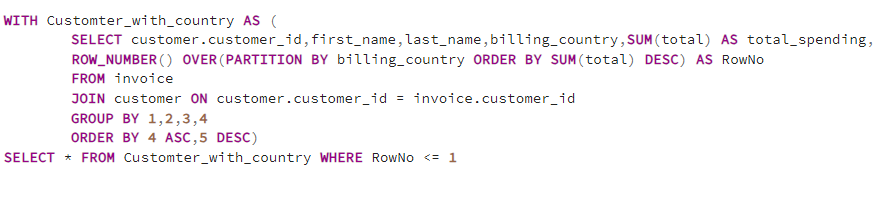 WITH Customter_with_country AS (
SELECT customer.customer_id,first_name,last_name,billing_country,SUM(total) AS total_spending,
ROW_NUMBER() OVER(PARTITION BY billing_country ORDER BY SUM(total) DESC) AS RowNo
FROM invoice
JOIN customer ON customer.customer_id = invoice.customer_id
GROUP BY 1,2,3,4
ORDER BY 4 ASC,5 DESC)
SELECT * FROM Customter_with_country WHERE RowNo <= 1